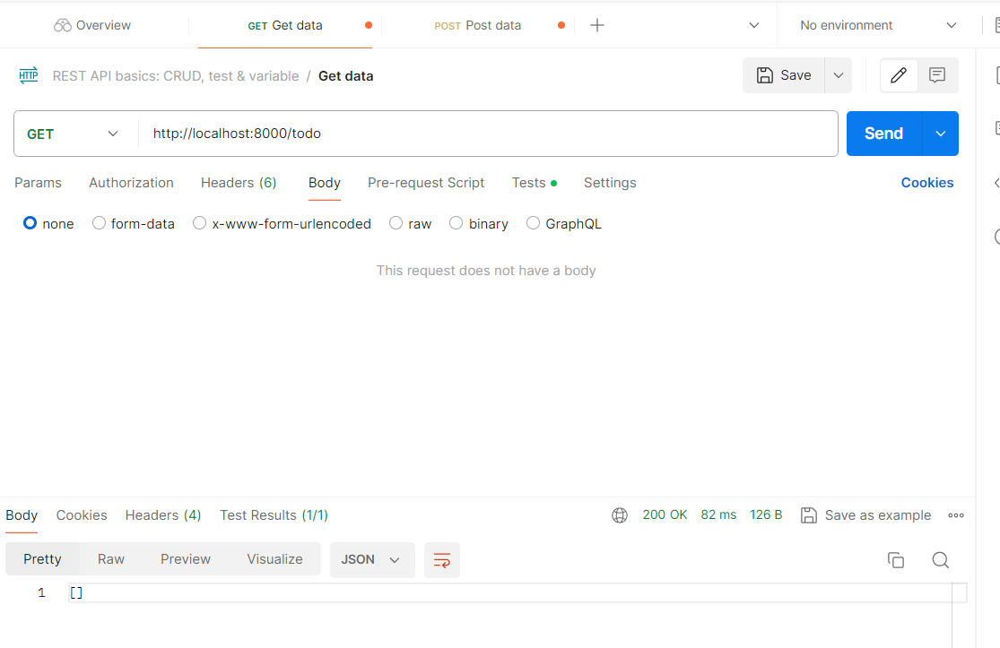 Overview GET Get data POST Post data No environment
HTTP REST API basics: CRUD, test & variable / Get data Save
GET http://localhost:8000/todo Send
Params Authorization Headers (6) Body Pre-request Script Tests Settings Cookies
none form-data x-www-form-urlencoded raw binary GraphQL
This request does not have a body
Body Cookies Headers (4) Test Results (1/1) 200 OK 82 ms 126 B Save as example
Pretty Raw Preview Visualize JSON
1 []